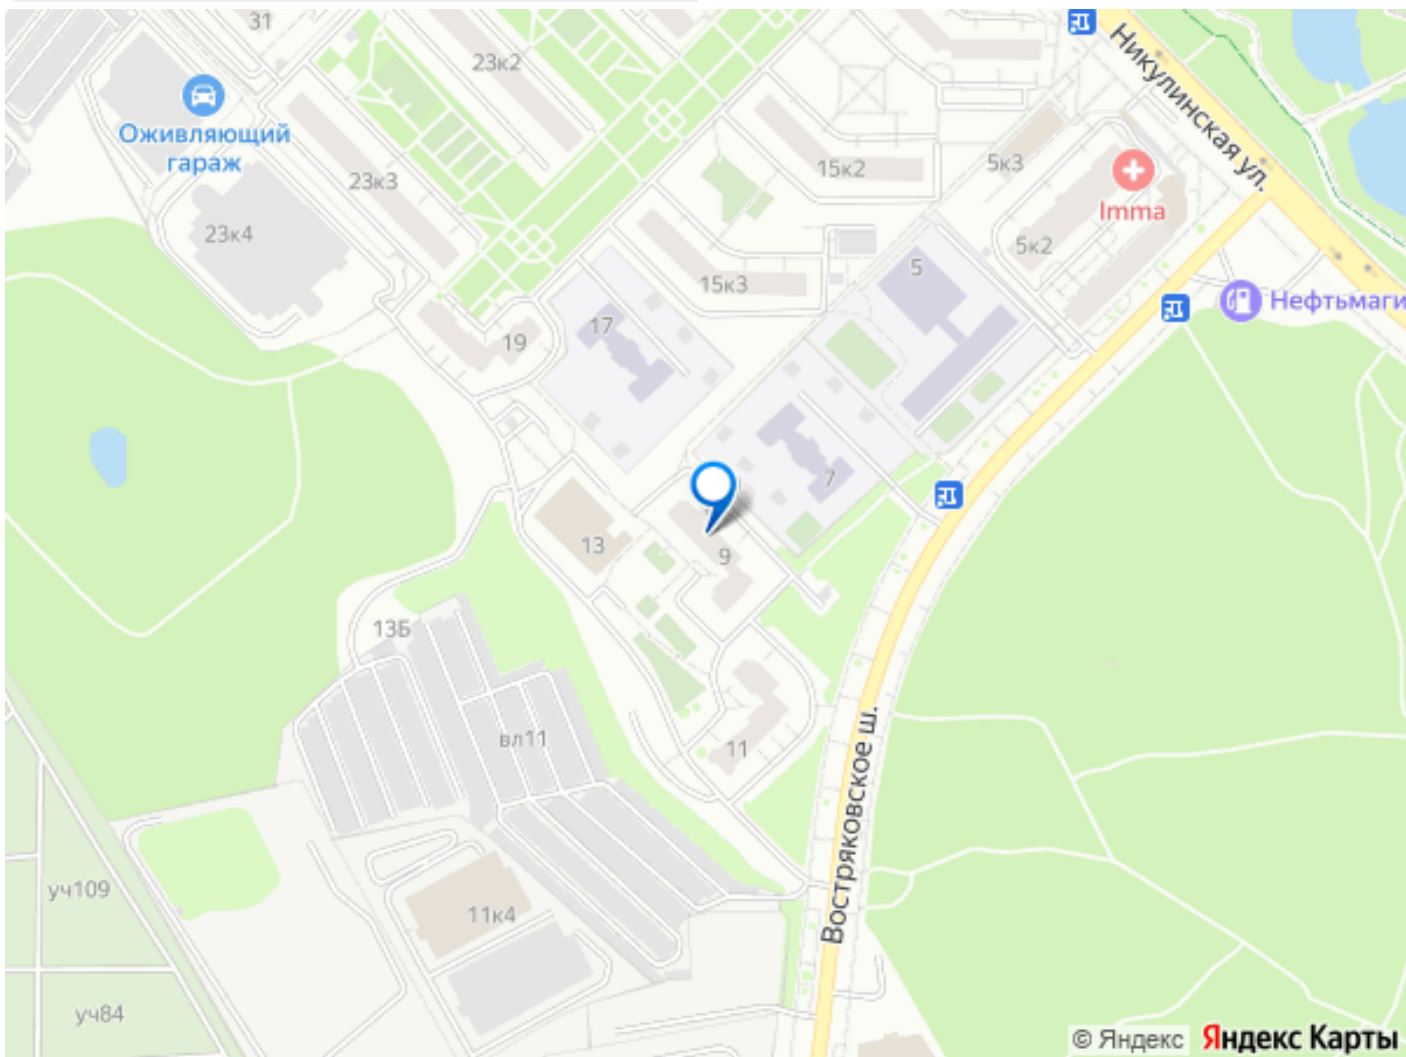 31
23к2
Никулинская ул.
Оживляющий
гараж
15к2
5к3
23к3
Imma
23к4
5к2
5
15к3
Нефтьмаги
17
19
7
13
9
13Б
вл11
11
Востряковское ш.
уч109
11к4
уч84
© Яндекс Яндекс Карты